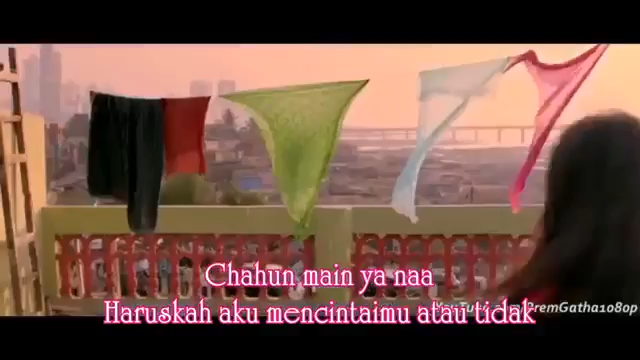 Chahun main ya naa
Haruskah aku mencintaimu atau tidak
PremGatha1080p